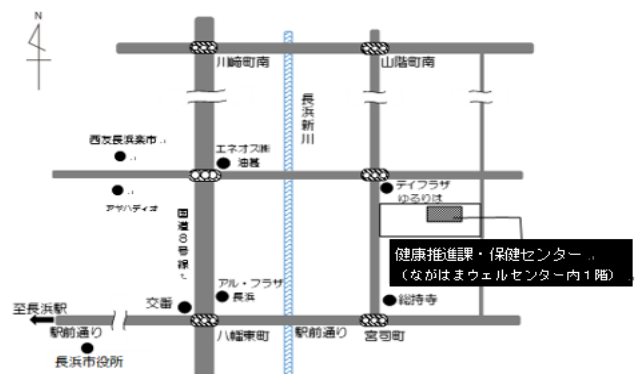 N
川崎町南
山階町南
長浜新川
西友長浜楽市
エネオス㈱
油甚
アヤハディオ
デイプラザ
ゆるりは
国道8号線
健康推進課・保健センター
（ながはまウェルセンター内1階）
アル・プラザ
長浜
交番
総持寺
至長浜駅
駅前通り
八幡東町
駅前通り
宮司町
長浜市役所